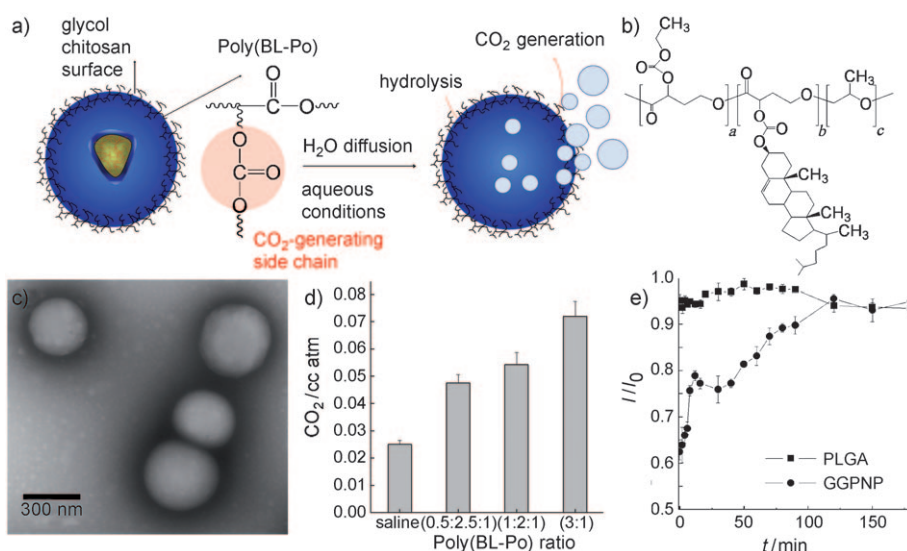 a)
glycol
chitosan
surface
Poly(BL-Po)
O
O
O
O
O
CO₂-generating
side chain
H₂O diffusion
aqueous
conditions
hydrolysis
CO₂ generation
b)
CH₃
O
O
O
O
O
O
CH₃
O
a
b
c
O
O
O
CH₃
CH₃
CH₃
c)
300 nm
d)
CO₂/cc atm
0.08
0.07
0.06
0.05
0.04
0.03
0.02
0.01
0.00
saline (0.5:2.5:1) (1:2:1) (3:1)
Poly(BL-Po) ratio
e)
I/I₀
1.0
0.9
0.8
0.7
0.6
0.5
PLGA
GGPNP
0 50 100 150
t/min